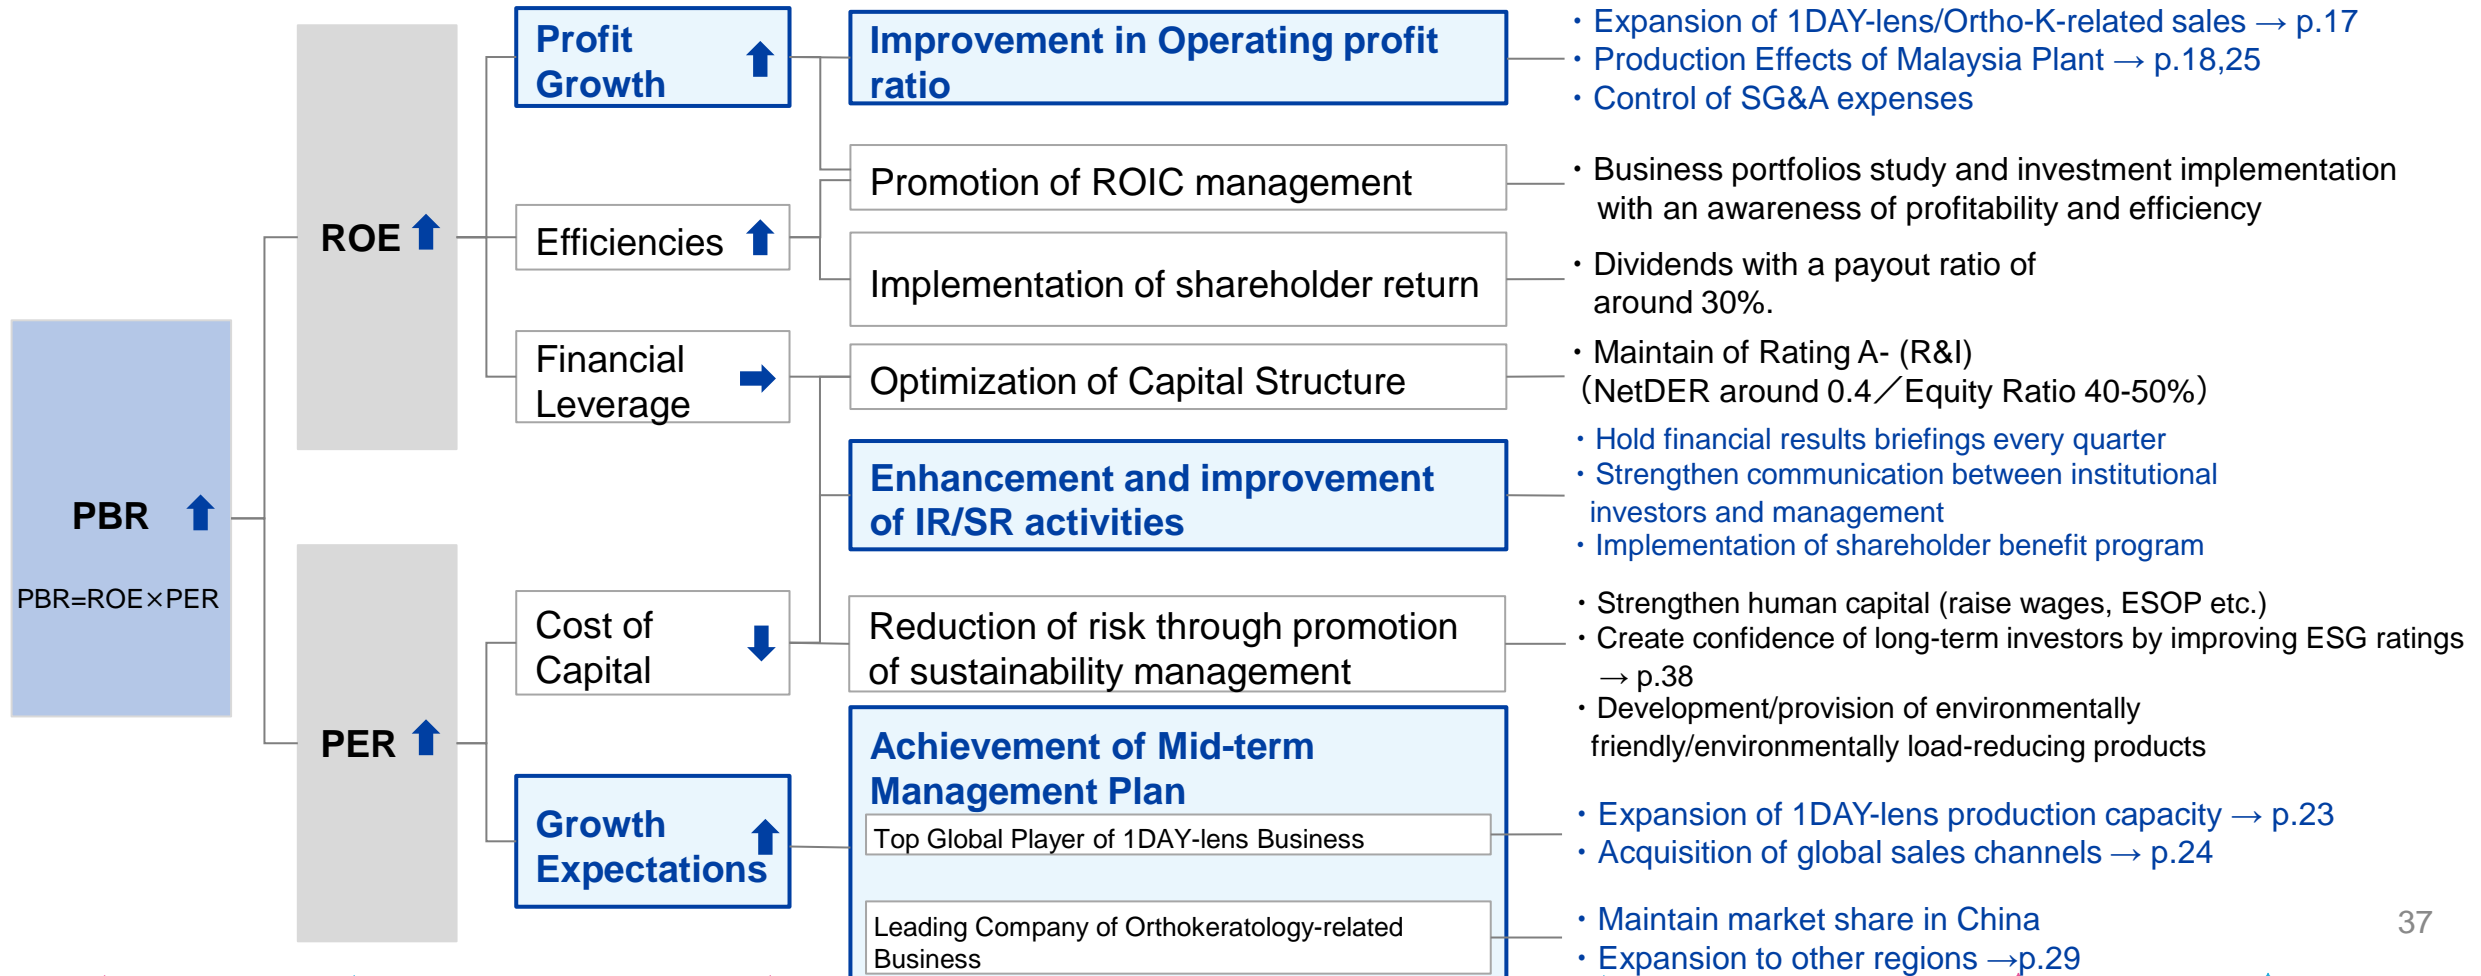 PBR
PBR=ROE×PER
ROE
PER
Profit
Growth
Efficiencies
Financial
Leverage
Cost of
Capital
Growth
Expectations
Improvement in Operating profit
ratio
Promotion of ROIC management
Implementation of shareholder return
Optimization of Capital Structure
Enhancement and improvement
of IR/SR activities
Reduction of risk through promotion
of sustainability management
Achievement of Mid-term
Management Plan
Top Global Player of 1DAY-lens Business
Leading Company of Orthokeratology-related
Business
・Expansion of 1DAY-lens/Ortho-K-related sales → p.17
・Production Effects of Malaysia Plant → p.18,25
・Control of SG&A expenses
・Business portfolios study and investment implementation
with an awareness of profitability and efficiency
・Dividends with a payout ratio of
around 30%.
・Maintain of Rating A- (R&I)
（NetDER around 0.4／Equity Ratio 40-50%）
・Hold financial results briefings every quarter
・Strengthen communication between institutional
investors and management
・Implementation of shareholder benefit program
・Strengthen human capital (raise wages, ESOP etc.)
・Create confidence of long-term investors by improving ESG ratings
→ p.38
・Development/provision of environmentally
friendly/environmentally load-reducing products
・Expansion of 1DAY-lens production capacity → p.23
・Acquisition of global sales channels → p.24
・Maintain market share in China
・Expansion to other regions →p.29
37